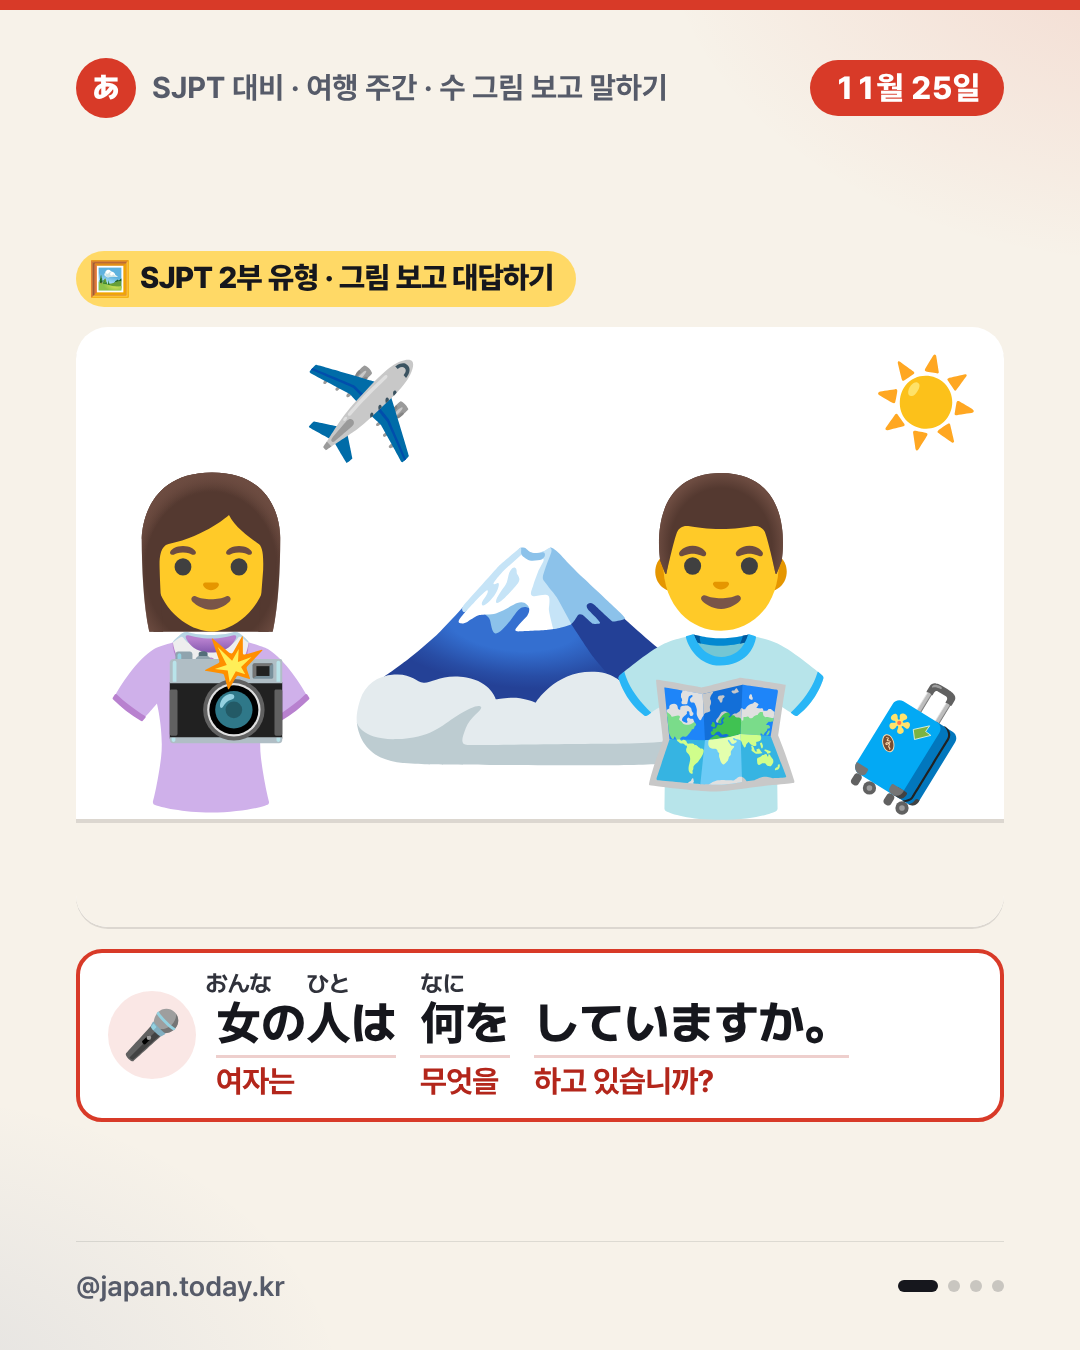 あ SJPT 대비 · 여행 주간 · 수 그림 보고 말하기
11월 25일
SJPT 2부 유형 · 그림 보고 대답하기
おんな ひと なに
女の人は 何を していますか。
여자는 무엇을 하고 있습니까?
@japan.today.kr